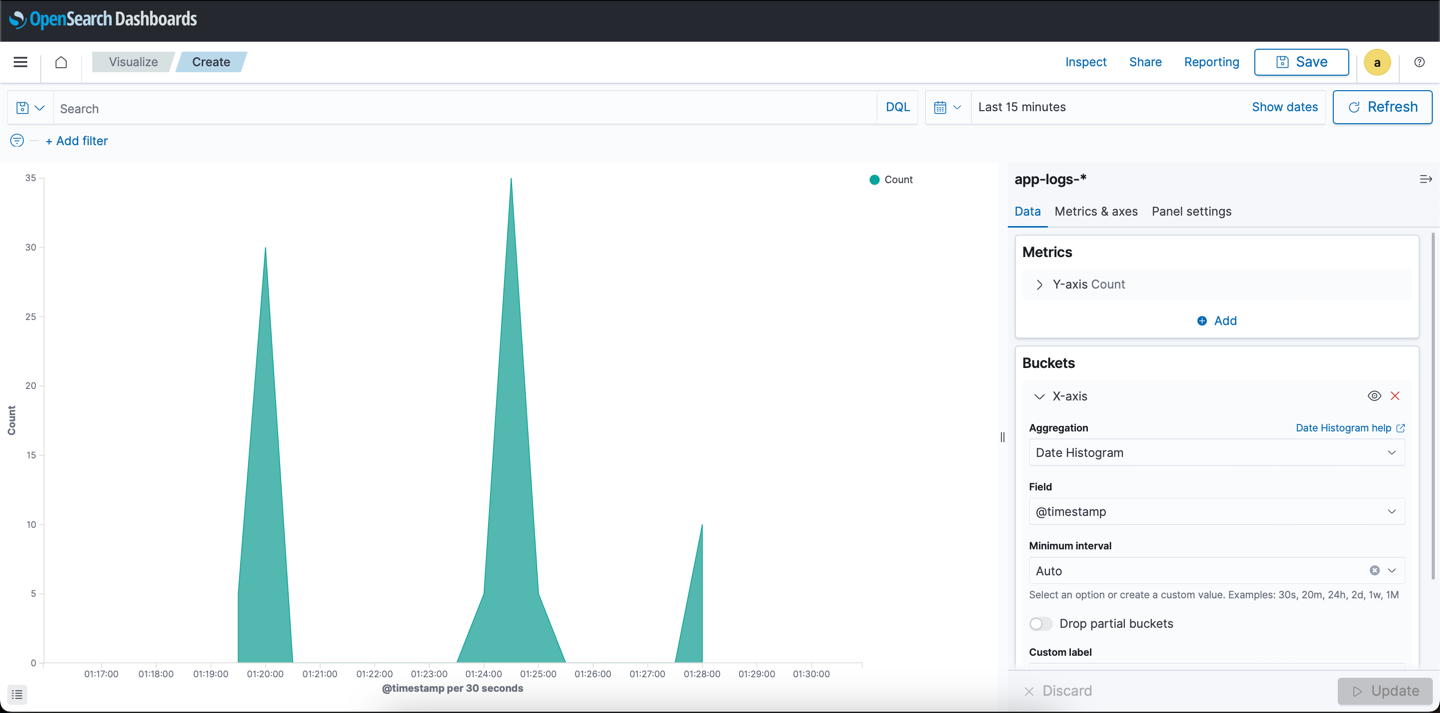 OpenSearch Dashboards
Visualize
Create
Inspect
Share
Reporting
Save
a
Search
DQL
Last 15 minutes
Show dates
Refresh
+ Add filter
35
30
25
20
15
10
5
0
Count
01:17:00
01:18:00
01:19:00
01:20:00
01:21:00
01:22:00
01:23:00
01:24:00
01:25:00
01:26:00
01:27:00
01:28:00
01:29:00
01:30:00
@timestamp per 30 seconds
Count
app-logs-*
Data
Metrics & axes
Panel settings
Metrics
Y-axis Count
Add
Buckets
X-axis
Aggregation
Date Histogram help
Date Histogram
Field
@timestamp
Minimum interval
Auto
Select an option or create a custom value. Examples: 30s, 20m, 24h, 2d, 1w, 1M
Drop partial buckets
Custom label
Discard
Update